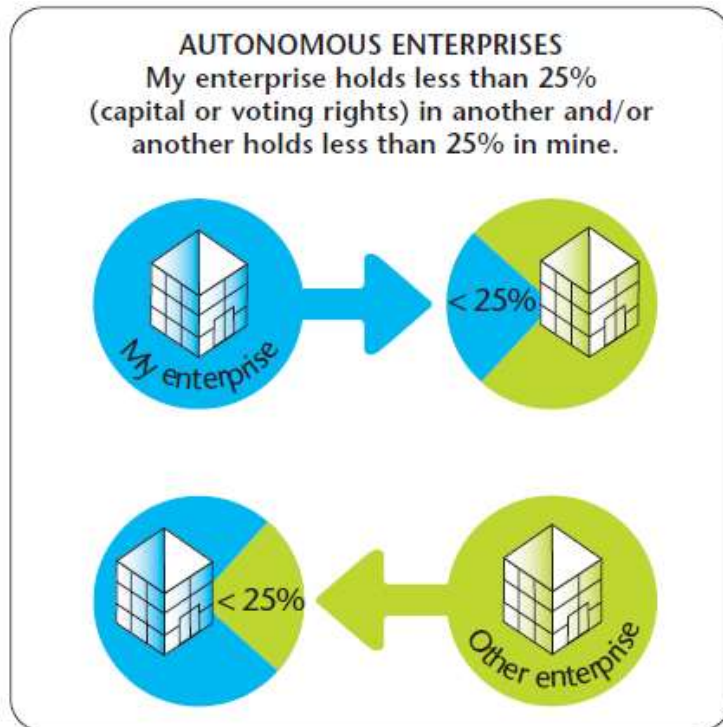 AUTONOMOUS ENTERPRISES
My enterprise holds less than 25%
(capital or voting rights) in another and/or
another holds less than 25% in mine.
My enterprise
< 25%
< 25%
Other enterprise